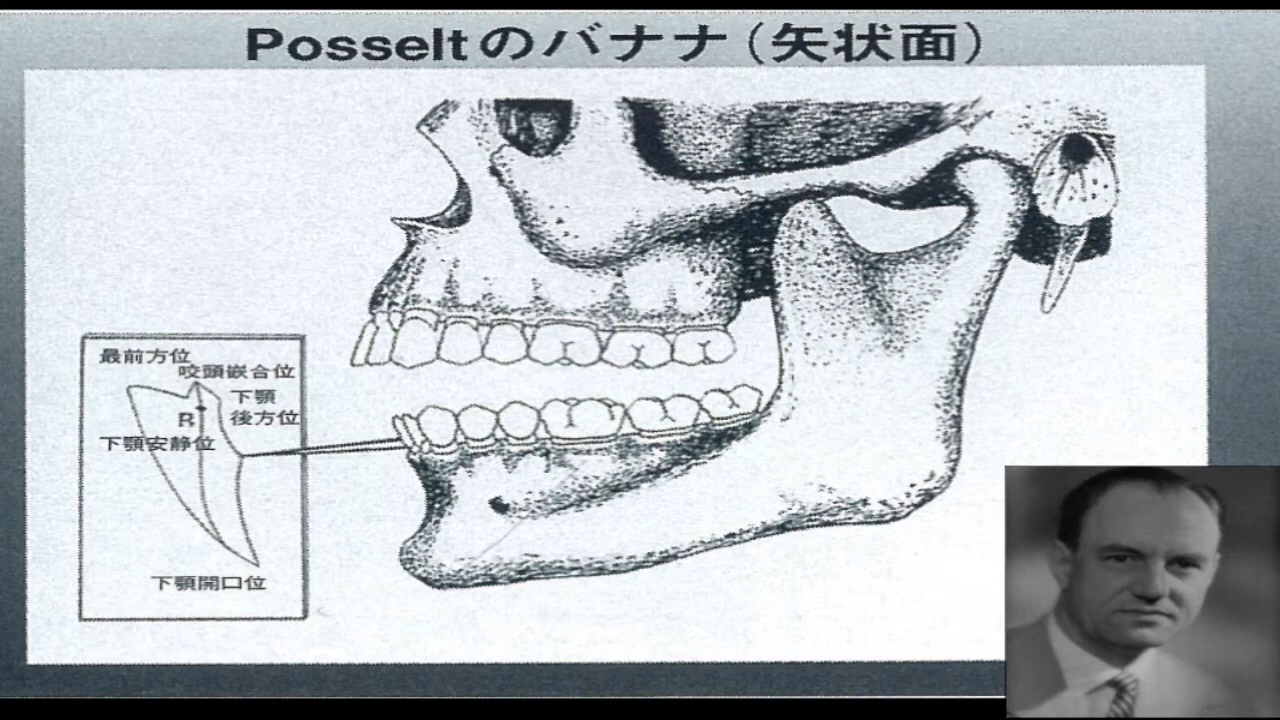 Posseltのバナナ（矢状面）
最前方位
咬頭嵌合位
下顎
後方位
R
下顎安静位
下顎開口位